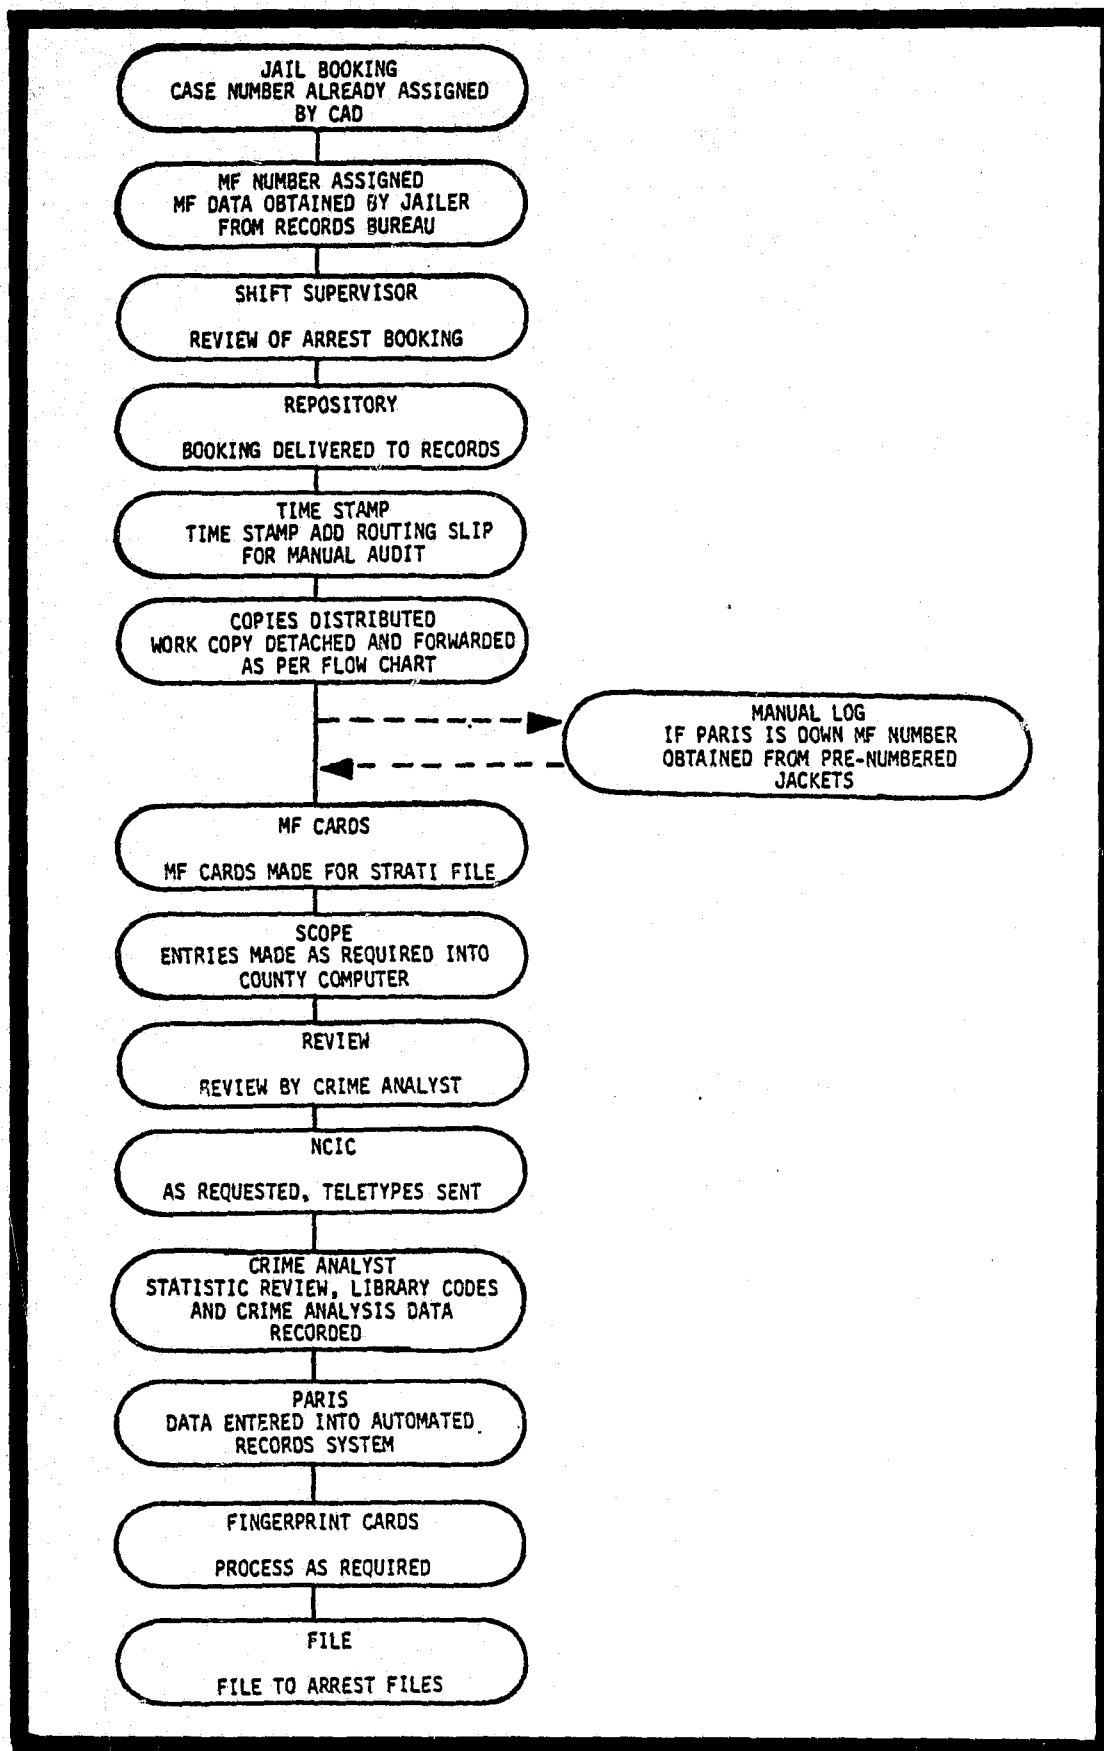 JAIL BOOKING
CASE NUMBER ALREADY ASSIGNED
BY CAD
MF NUMBER ASSIGNED
MF DATA OBTAINED BY JAILER
FROM RECORDS BUREAU
SHIFT SUPERVISOR
REVIEW OF ARREST BOOKING
REPOSITORY
BOOKING DELIVERED TO RECORDS
TIME STAMP
TIME STAMP ADD ROUTING SLIP
FOR MANUAL AUDIT
COPIES DISTRIBUTED
WORK COPY DETACHED AND FORWARDED
AS PER FLOW CHART
MANUAL LOG
IF PARIS IS DOWN MF NUMBER
OBTAINED FROM PRE-NUMBERED
JACKETS
MF CARDS
MF CARDS MADE FOR STRATI FILE
SCOPE
ENTRIES MADE AS REQUIRED INTO
COUNTY COMPUTER
REVIEW
REVIEW BY CRIME ANALYST
NCIC
AS REQUESTED, TELETYPES SENT
CRIME ANALYST
STATISTIC REVIEW, LIBRARY CODES
AND CRIME ANALYSIS DATA
RECORDED
PARIS
DATA ENTERED INTO AUTOMATED
RECORDS SYSTEM
FINGERPRINT CARDS
PROCESS AS REQUIRED
FILE
FILE TO ARREST FILES